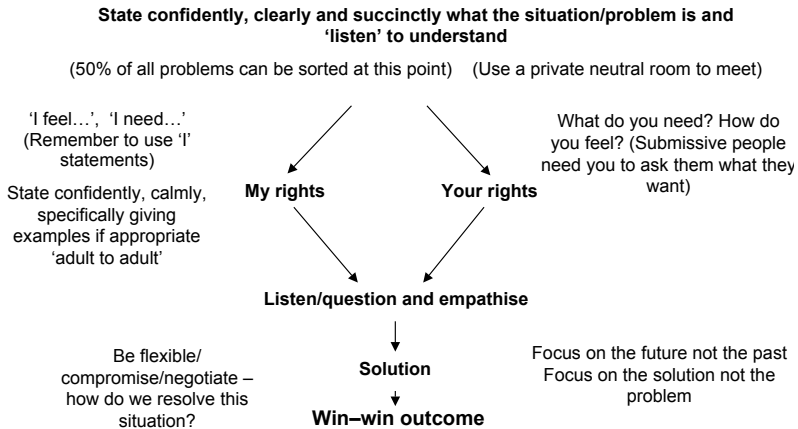 State confidently, clearly and succinctly what the situation/problem is and
‘listen’ to understand
(50% of all problems can be sorted at this point) (Use a private neutral room to meet)
‘I feel…’, ‘I need…’
(Remember to use ‘I’
statements)
State confidently, calmly,
specifically giving
examples if appropriate
‘adult to adult’
My rights
Your rights
What do you need? How do
you feel? (Submissive people
need you to ask them what they
want)
Listen/question and empathise
Be flexible/
compromise/negotiate –
how do we resolve this
situation?
Solution
Focus on the future not the past
Focus on the solution not the
problem
Win–win outcome